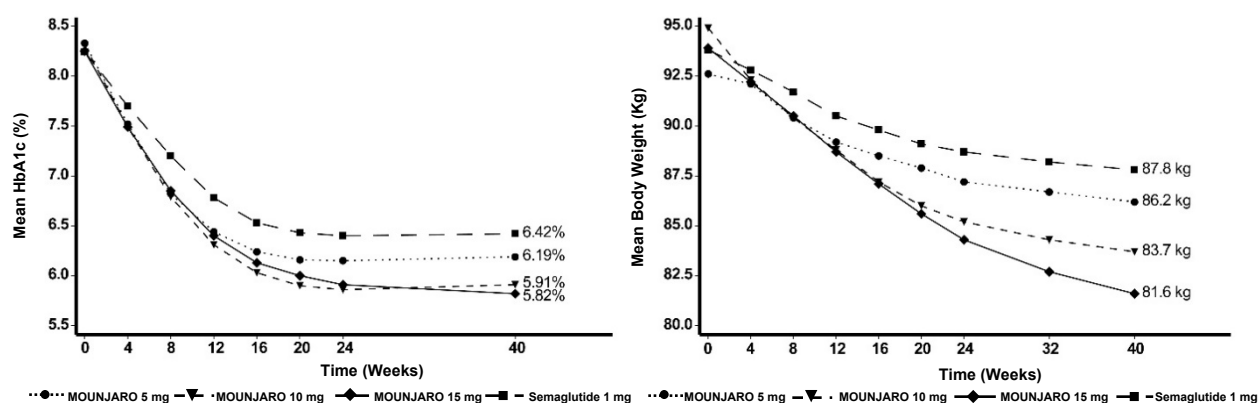 8.5
8.0
7.5
7.0
6.5
6.0
5.5
Mean HbA1c (%)
6.42%
6.19%
5.91%
5.82%
0 4 8 12 16 20 24 40
Time (Weeks)
MOUNJARO 5 mg MOUNJARO 10 mg MOUNJARO 15 mg Semaglutide 1 mg
95.0
92.5
90.0
87.5
85.0
82.5
80.0
Mean Body Weight (Kg)
87.8 kg
86.2 kg
83.7 kg
81.6 kg
0 4 8 12 16 20 24 32 40
Time (Weeks)
MOUNJARO 5 mg MOUNJARO 10 mg MOUNJARO 15 mg Semaglutide 1 mg